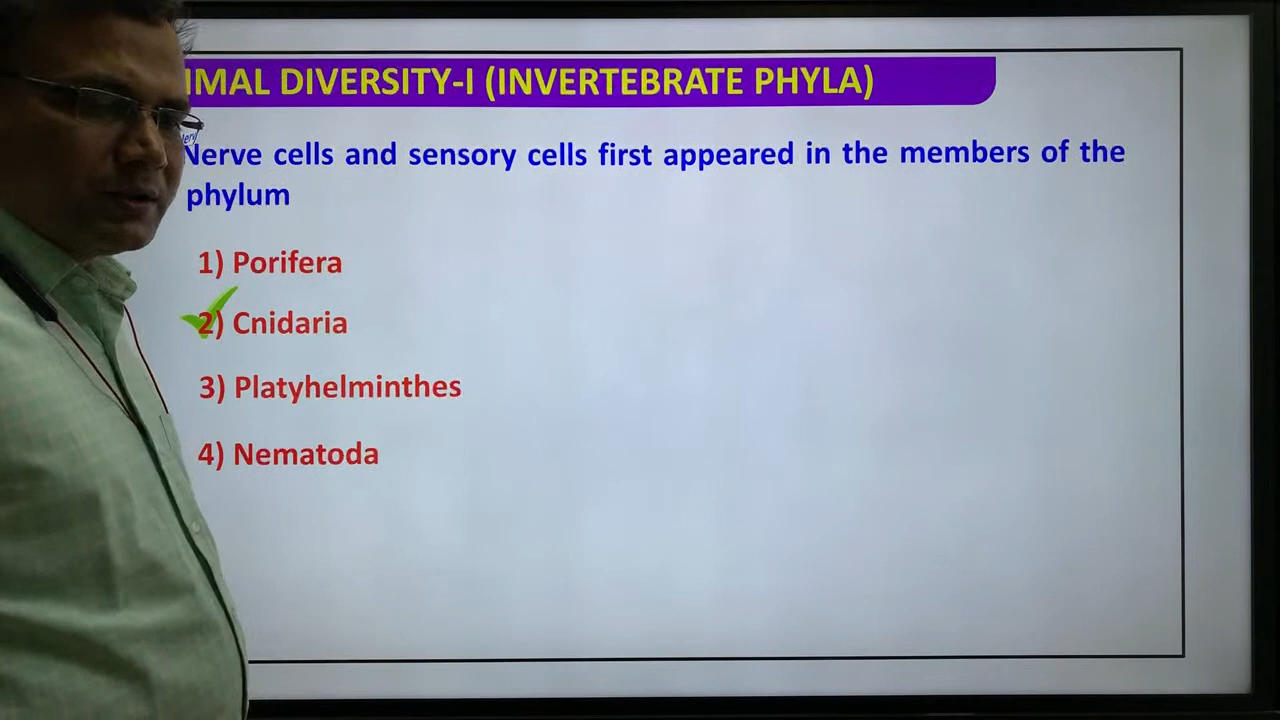 IMAL DIVERSITY-I (INVERTEBRATE PHYLA)
Nerve cells and sensory cells first appeared in the members of the
phylum
1) Porifera
2) Cnidaria
3) Platyhelminthes
4) Nematoda